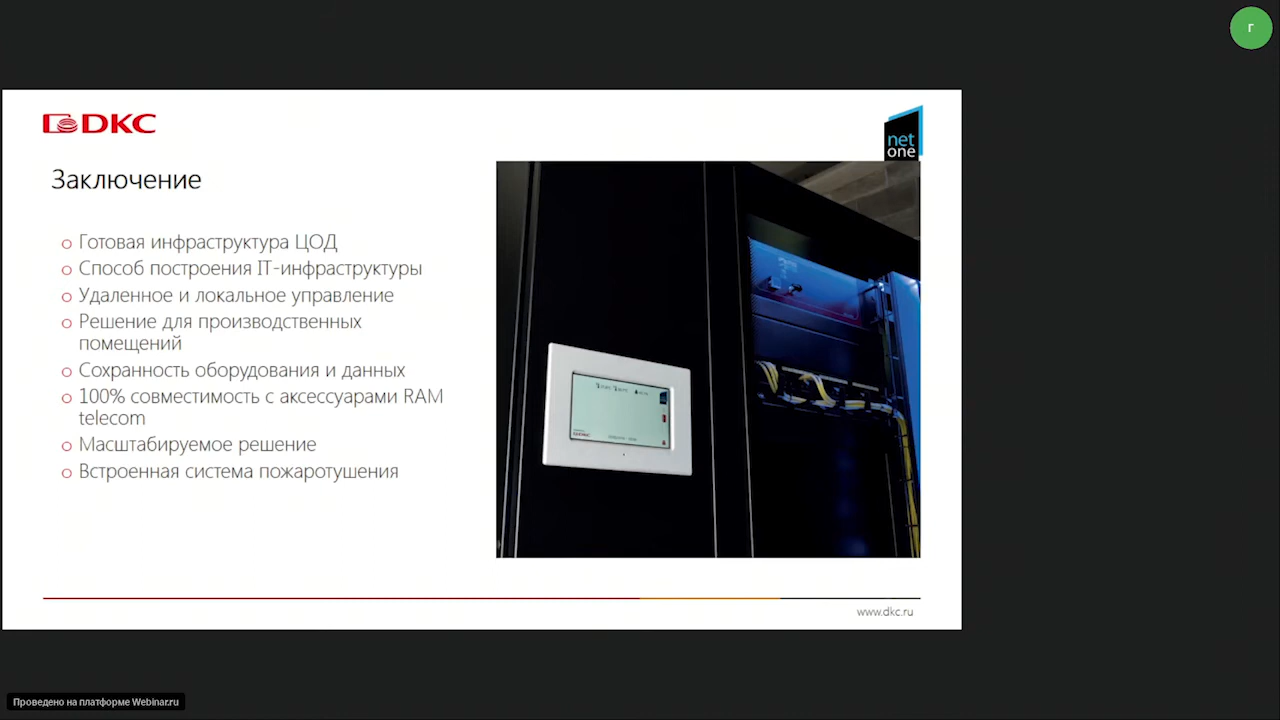 г
DKC
net
one
Заключение
Готовая инфраструктура ЦОД
Способ построения IT-инфраструктуры
Удаленное и локальное управление
Решение для производственных
помещений
Сохранность оборудования и данных
100% совместимость с аксессуарами RAM
telecom
Масштабируемое решение
Встроенная система пожаротушения
www.dkc.ru
Проведено на платформе Webinar.ru